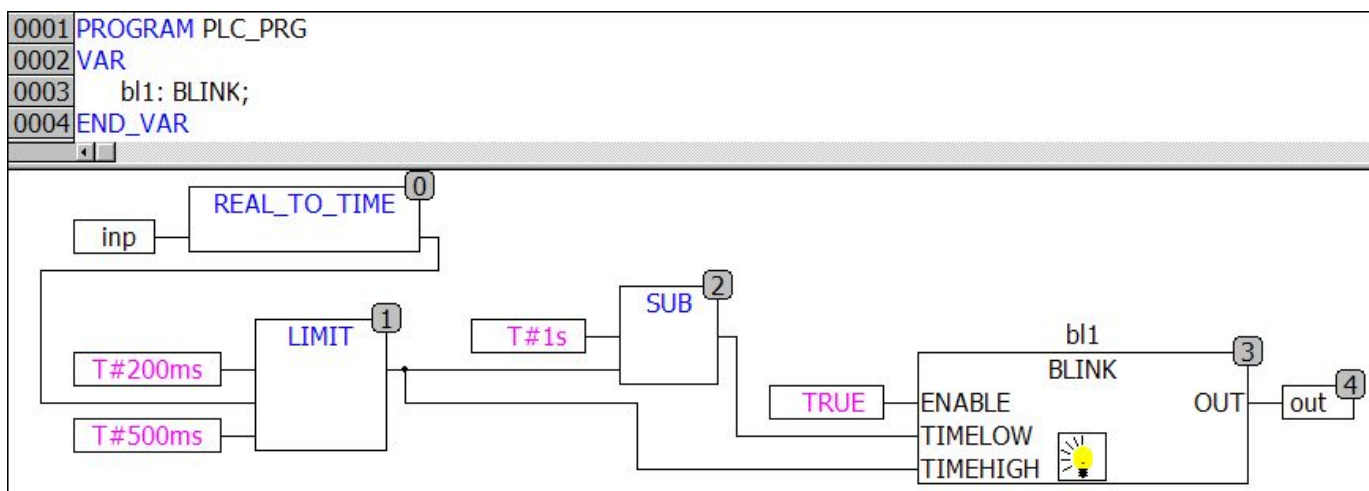 0001 PROGRAM PLC_PRG
0002 VAR
0003 bl1: BLINK;
0004 END_VAR
0
REAL_TO_TIME
inp
2
SUB
1
LIMIT
T#1s
T#200ms
T#500ms
bl1
3
BLINK
4
TRUE
ENABLE
OUT
out
TIMELOW
TIMEHIGH